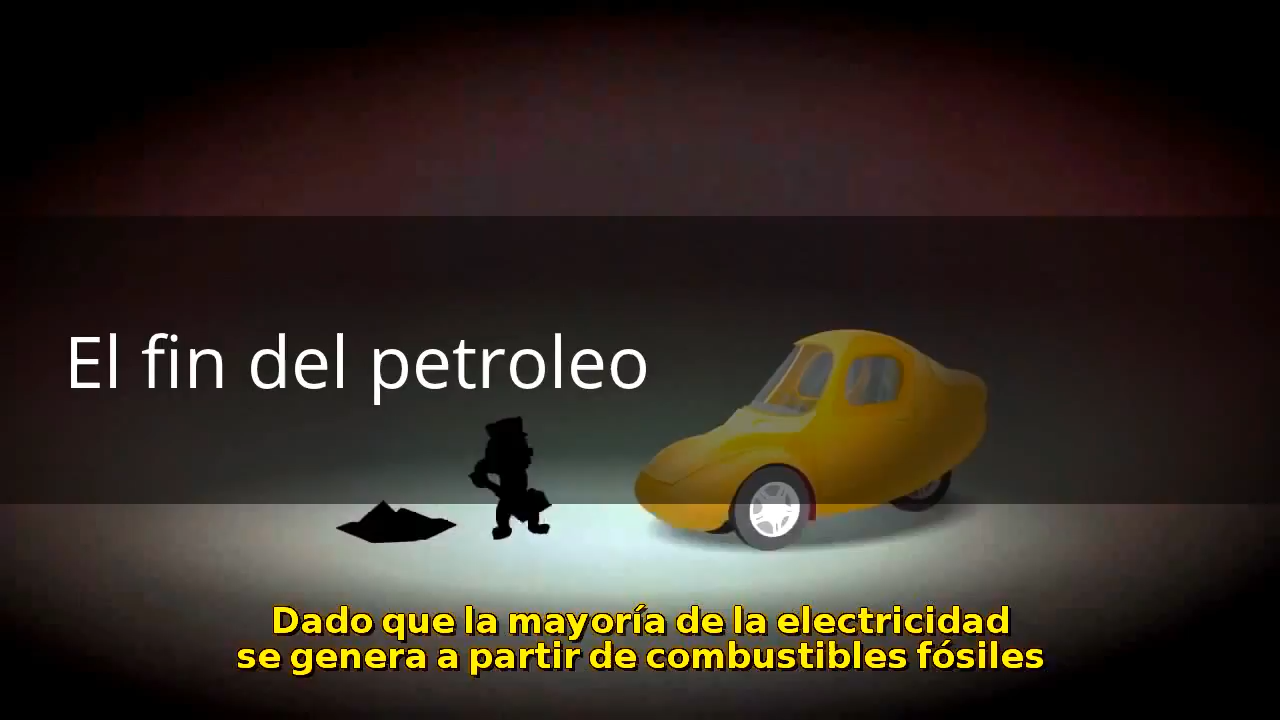 El fin del petroleo
Dado que la mayoría de la electricidad
se genera a partir de combustibles fósiles